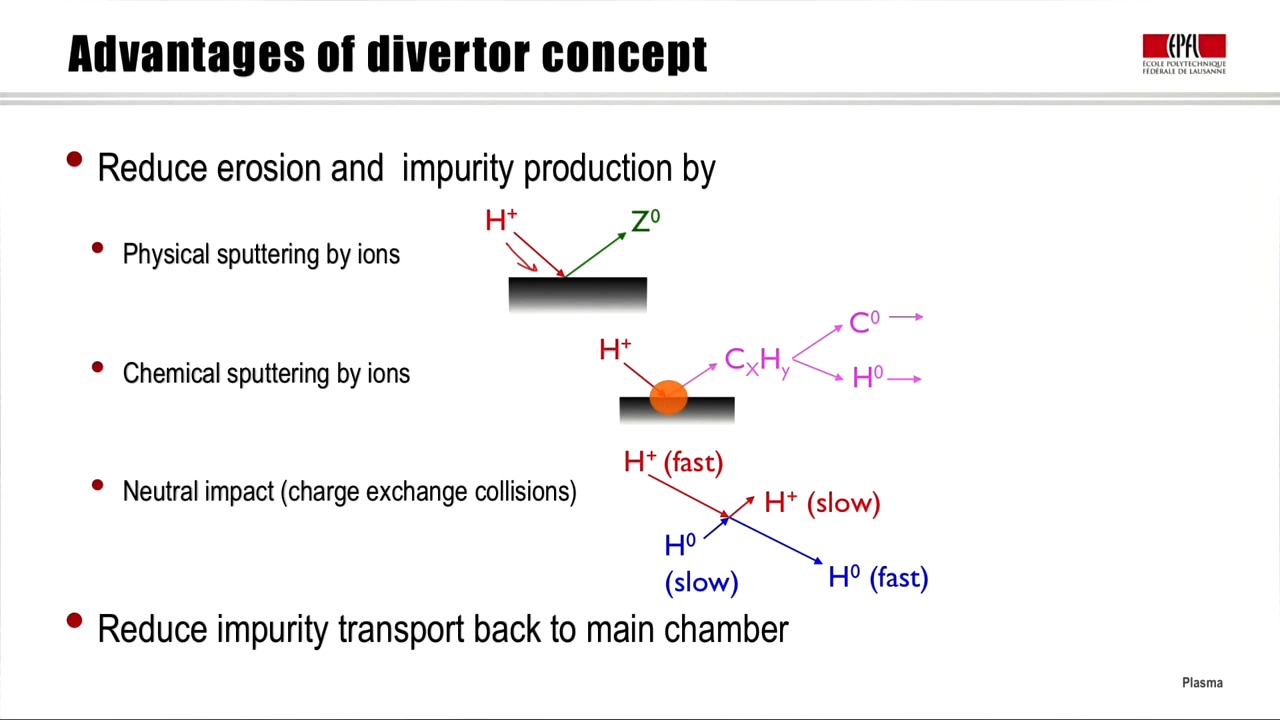 Advantages of divertor concept
EPFL
ÉCOLE POLYTECHNIQUE
FÉDÉRALE DE LAUSANNE
• Reduce erosion and impurity production by
H⁺ Z⁰
• Physical sputtering by ions
C⁰
H⁺ CₓHᵧ
• Chemical sputtering by ions
H⁰
H⁺ (fast)
• Neutral impact (charge exchange collisions)
H⁺ (slow)
H⁰
(slow)
H⁰ (fast)
• Reduce impurity transport back to main chamber
Plasma